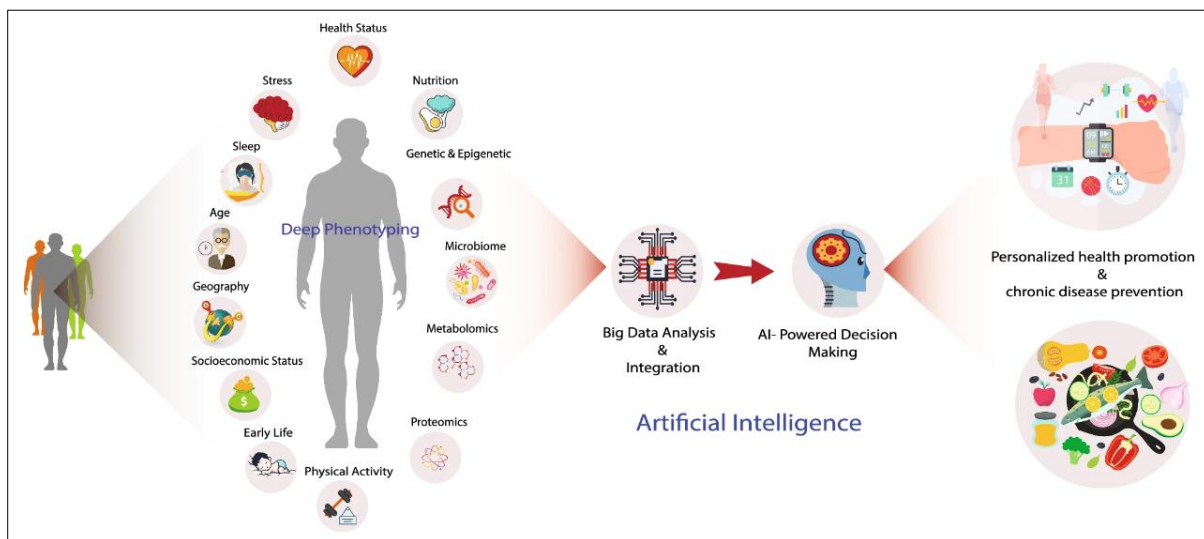 Health Status
Stress
Nutrition
Sleep
Genetic & Epigenetic
Age
Deep Phenotyping
Microbiome
Geography
Metabolomics
Socioeconomic Status
$
Early Life
Proteomics
Physical Activity
Big Data Analysis
&
Integration
AI- Powered Decision
Making
Artificial Intelligence
31
Personalized health promotion
&
chronic disease prevention